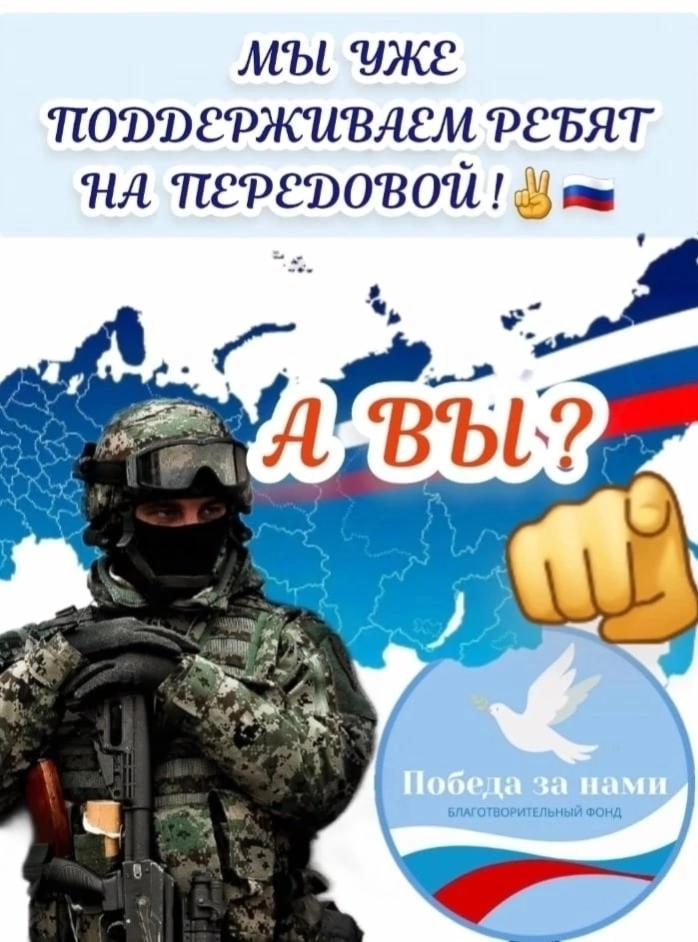 МЫ УЖЕ
ПОДДЕРЖИВАЕМ РЕБЯТ
НА ПЕРЕДОВОЙ!✌️🇷🇺
А ВЫ?
Победа за нами
БЛАГОТВОРИТЕЛЬНЫЙ ФОНД